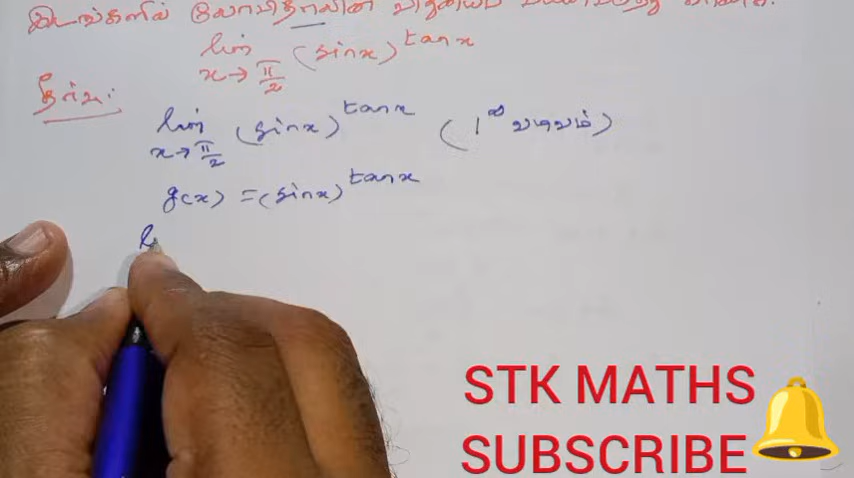 lim x→π/2 (sinx)^tanx
தீர்வு:
lim x→π/2 (sinx)^tanx (1^∞ வடிவம்)
g(x) = (sinx)^tanx
l
STK MATHS
SUBSCRIBE